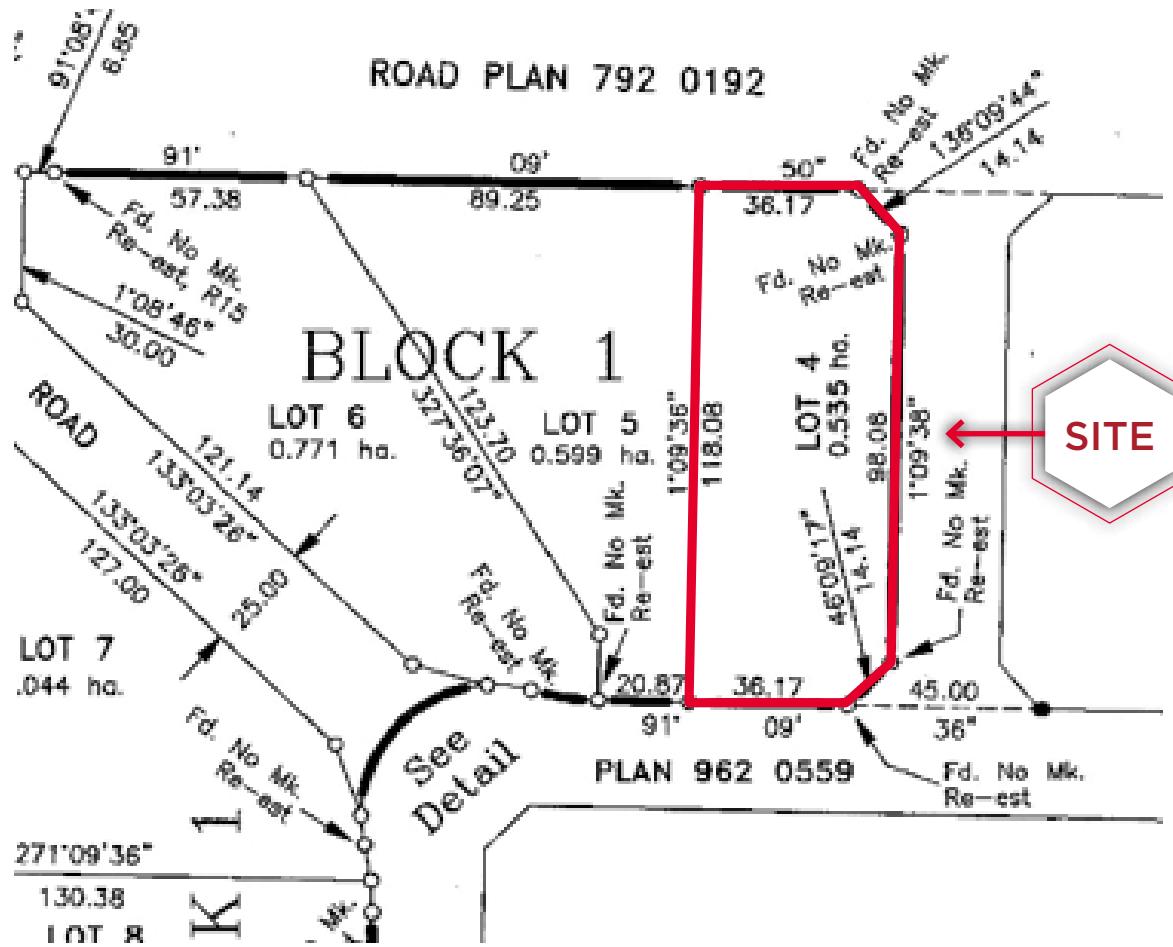 91°08'
6.85
ROAD PLAN 792 0192
Fd. No Mk.
Re-est
136°09'44"
14.14
91°
57.38
09'
89.25
50"
36.17
Fd. No Mk.
Re-est, R15
Fd. No Mk.
Re-est
1°08'46"
30.00
BLOCK 1
ROAD
LOT 6
0.771 ha.
123.70
327°36'07"
LOT 5
0.599 ha.
1°09'36"
118.08
LOT 4
0.535 ha.
98.08
1°09'36"
SITE
121.14
133°03'26"
133°03'26"
127.00
25.00
Fd. No Mk.
Re-est
Fd. No Mk.
Re-est
46°09'17"
14.14
Fd. No Mk.
Re-est
LOT 7
.044 ha.
20.87
91°
36.17
09'
45.00
36"
Fd. No Mk.
Re-est
See
Detail
PLAN 962 0559
Fd. No Mk.
Re-est
271°09'36"
130.38
LOT 8
K 1
Mk.